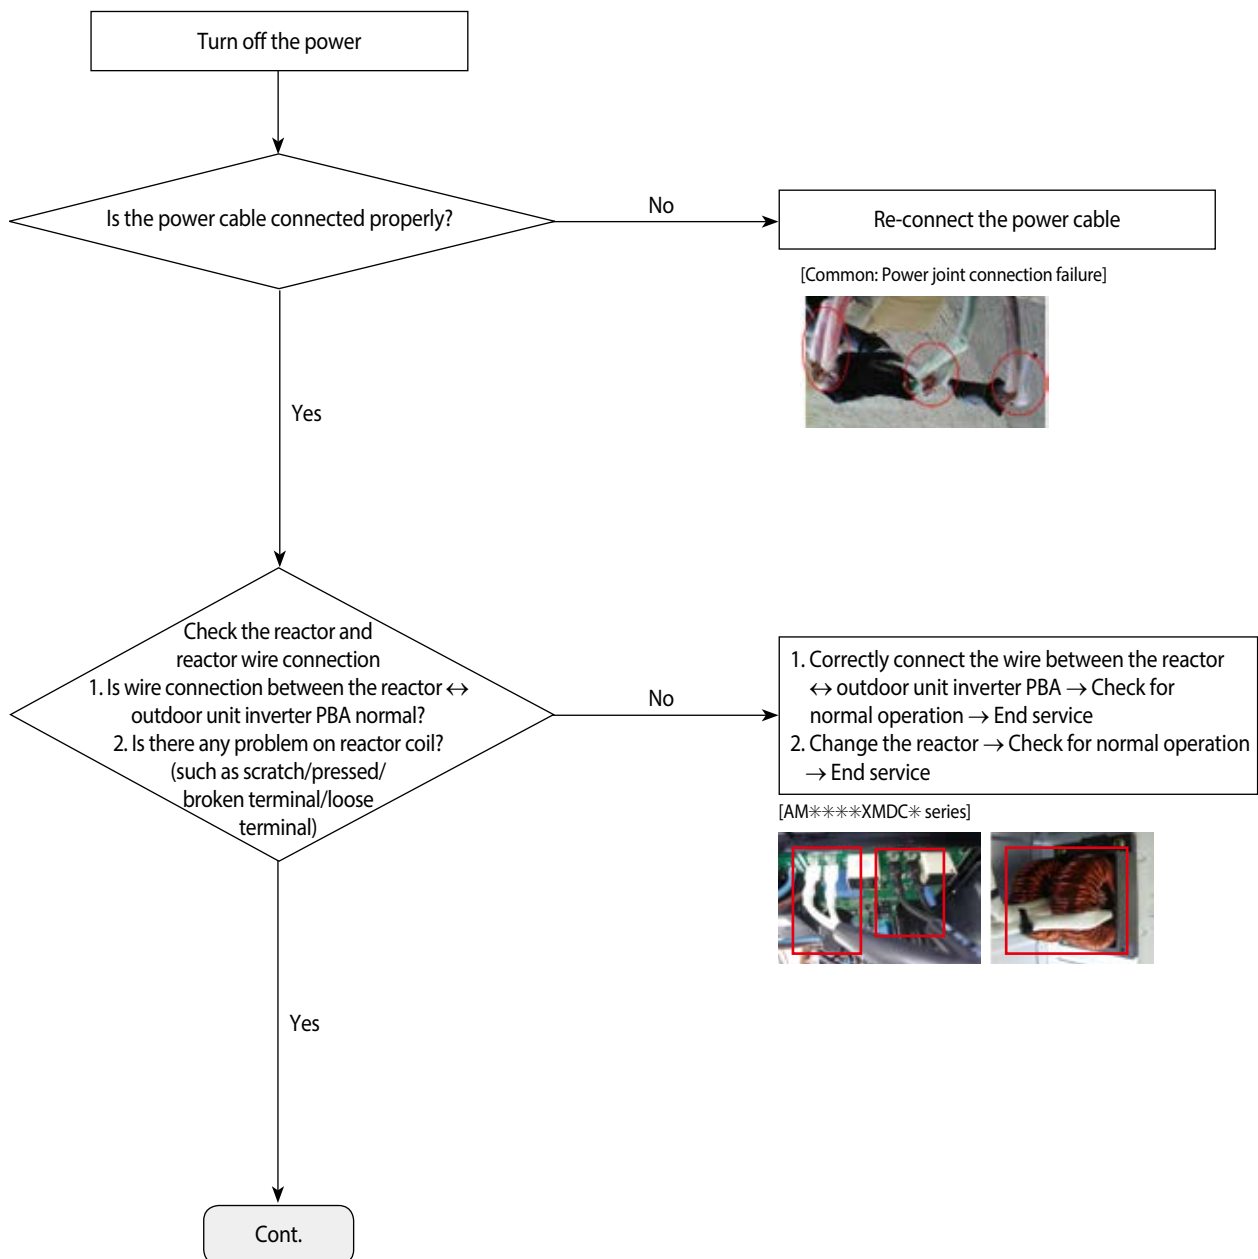 Turn off the power
Is the power cable connected properly?
No
Re-connect the power cable
[Common: Power joint connection failure]
Yes
Check the reactor and
reactor wire connection
1. Is wire connection between the reactor ↔
outdoor unit inverter PBA normal?
2. Is there any problem on reactor coil?
(such as scratch/pressed/
broken terminal/loose
terminal)
No
1. Correctly connect the wire between the reactor
↔ outdoor unit inverter PBA → Check for
normal operation → End service
2. Change the reactor → Check for normal operation
→ End service
[AM✳✳✳✳XMDC✳ series]
Yes
Cont.